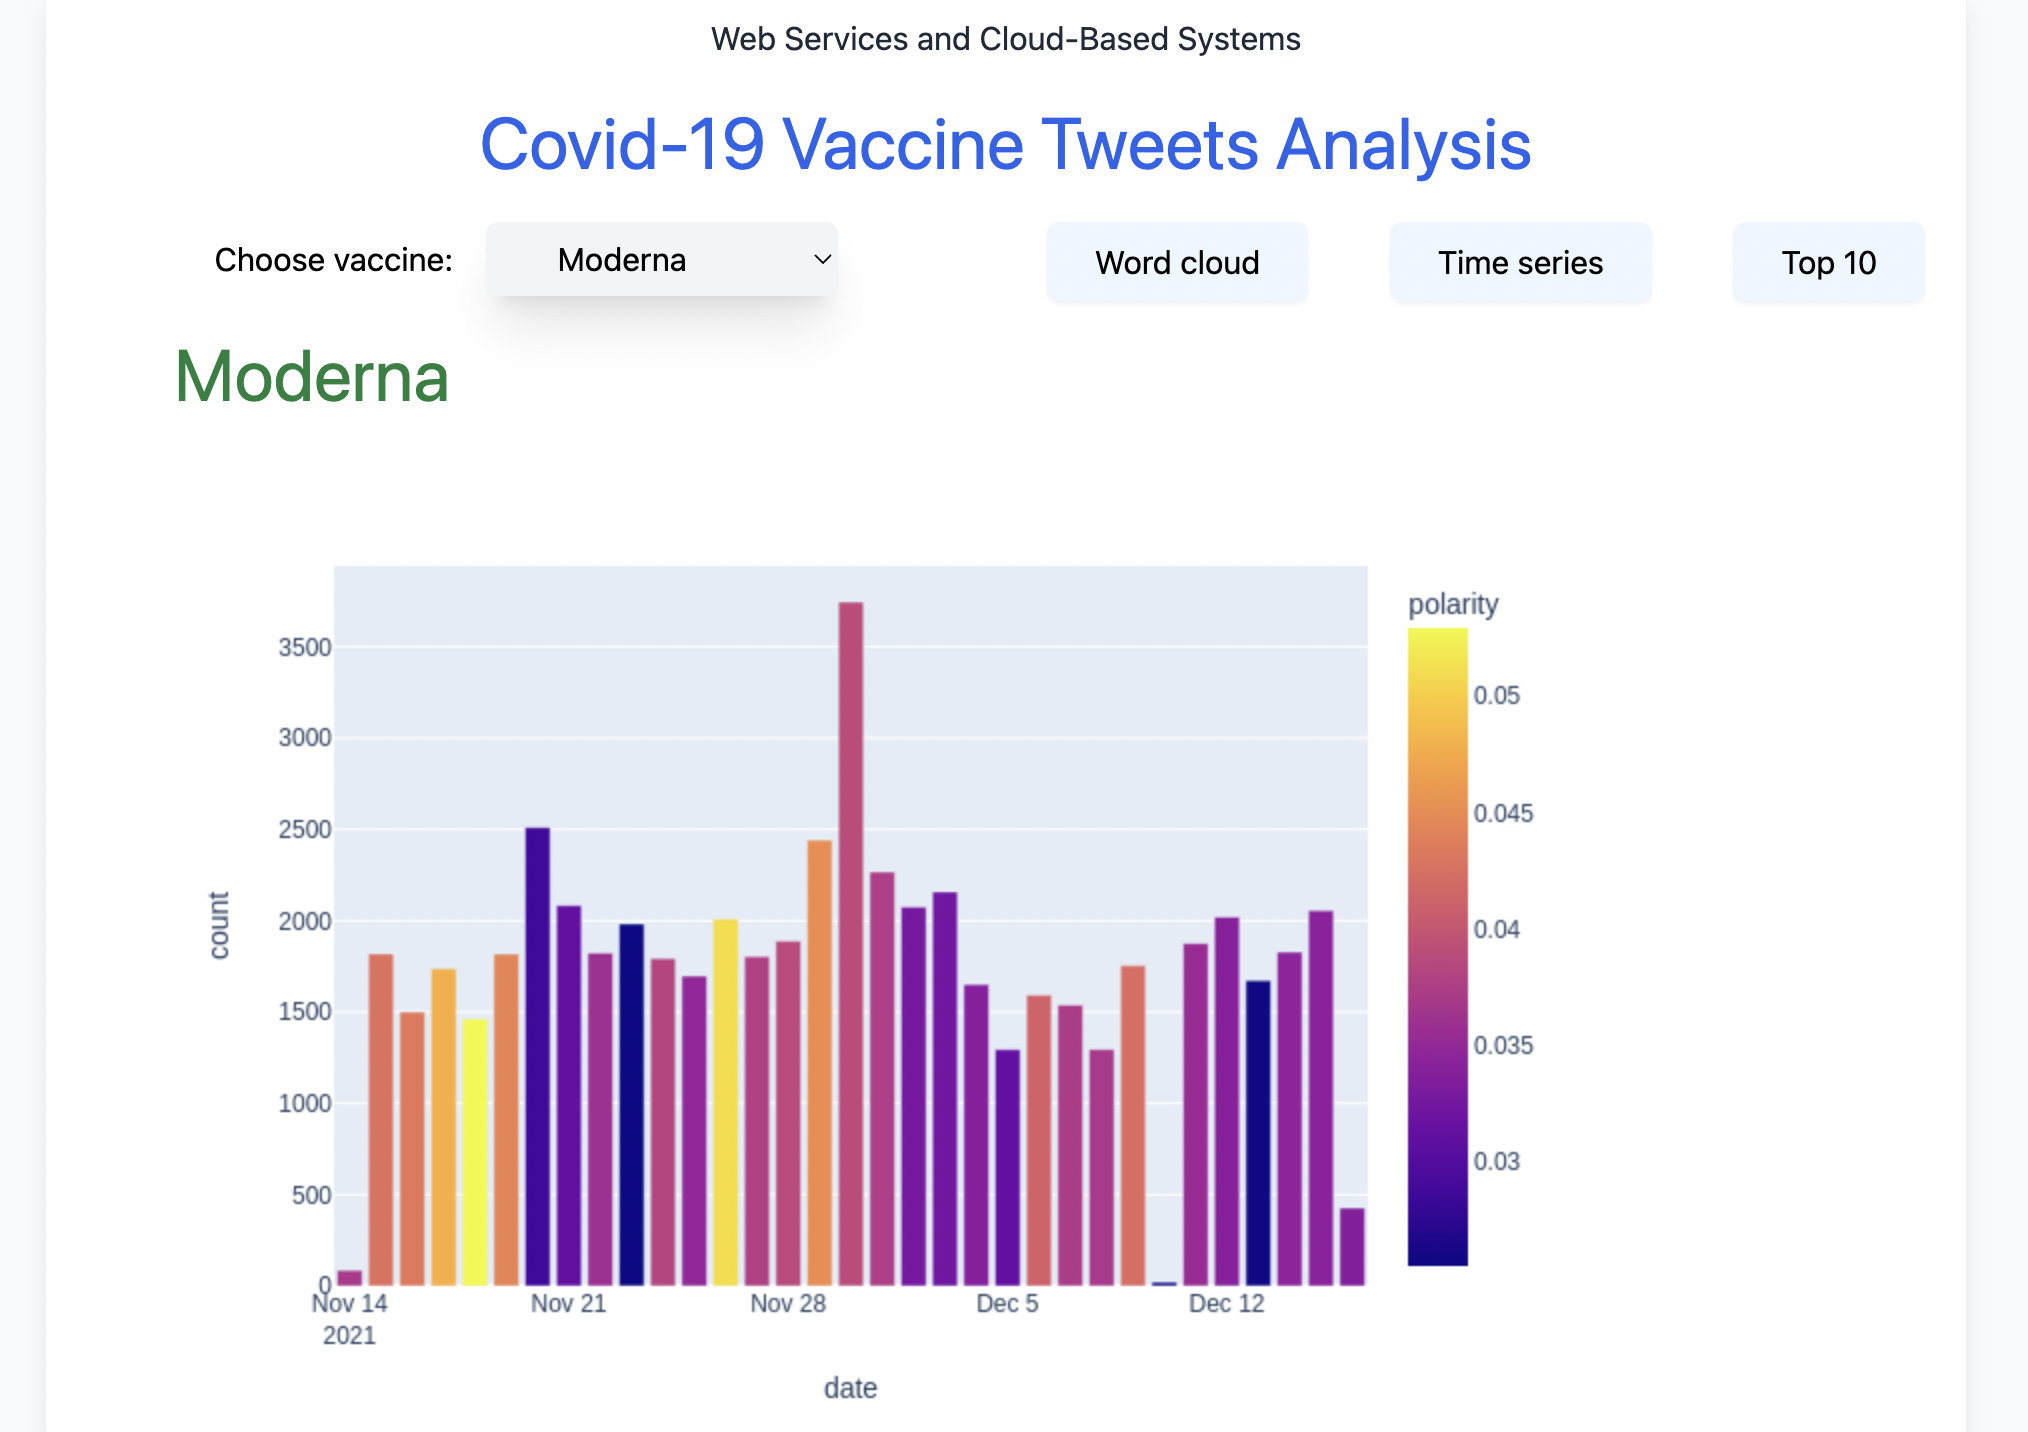 Web Services and Cloud-Based Systems
Covid-19 Vaccine Tweets Analysis
Choose vaccine: Moderna Word cloud Time series Top 10
Moderna
polarity
3500
3000
2500
2000
1500
1000
500
0
count
0.05
0.045
0.04
0.035
0.03
Nov 14 Nov 21 Nov 28 Dec 5 Dec 12
2021
date